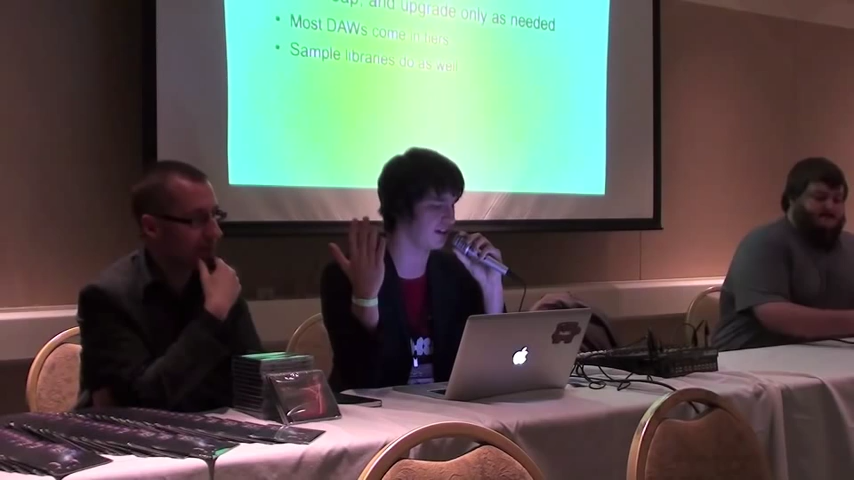 and upgrade only as needed
• Most DAWs come in tiers
• Sample libraries do as well